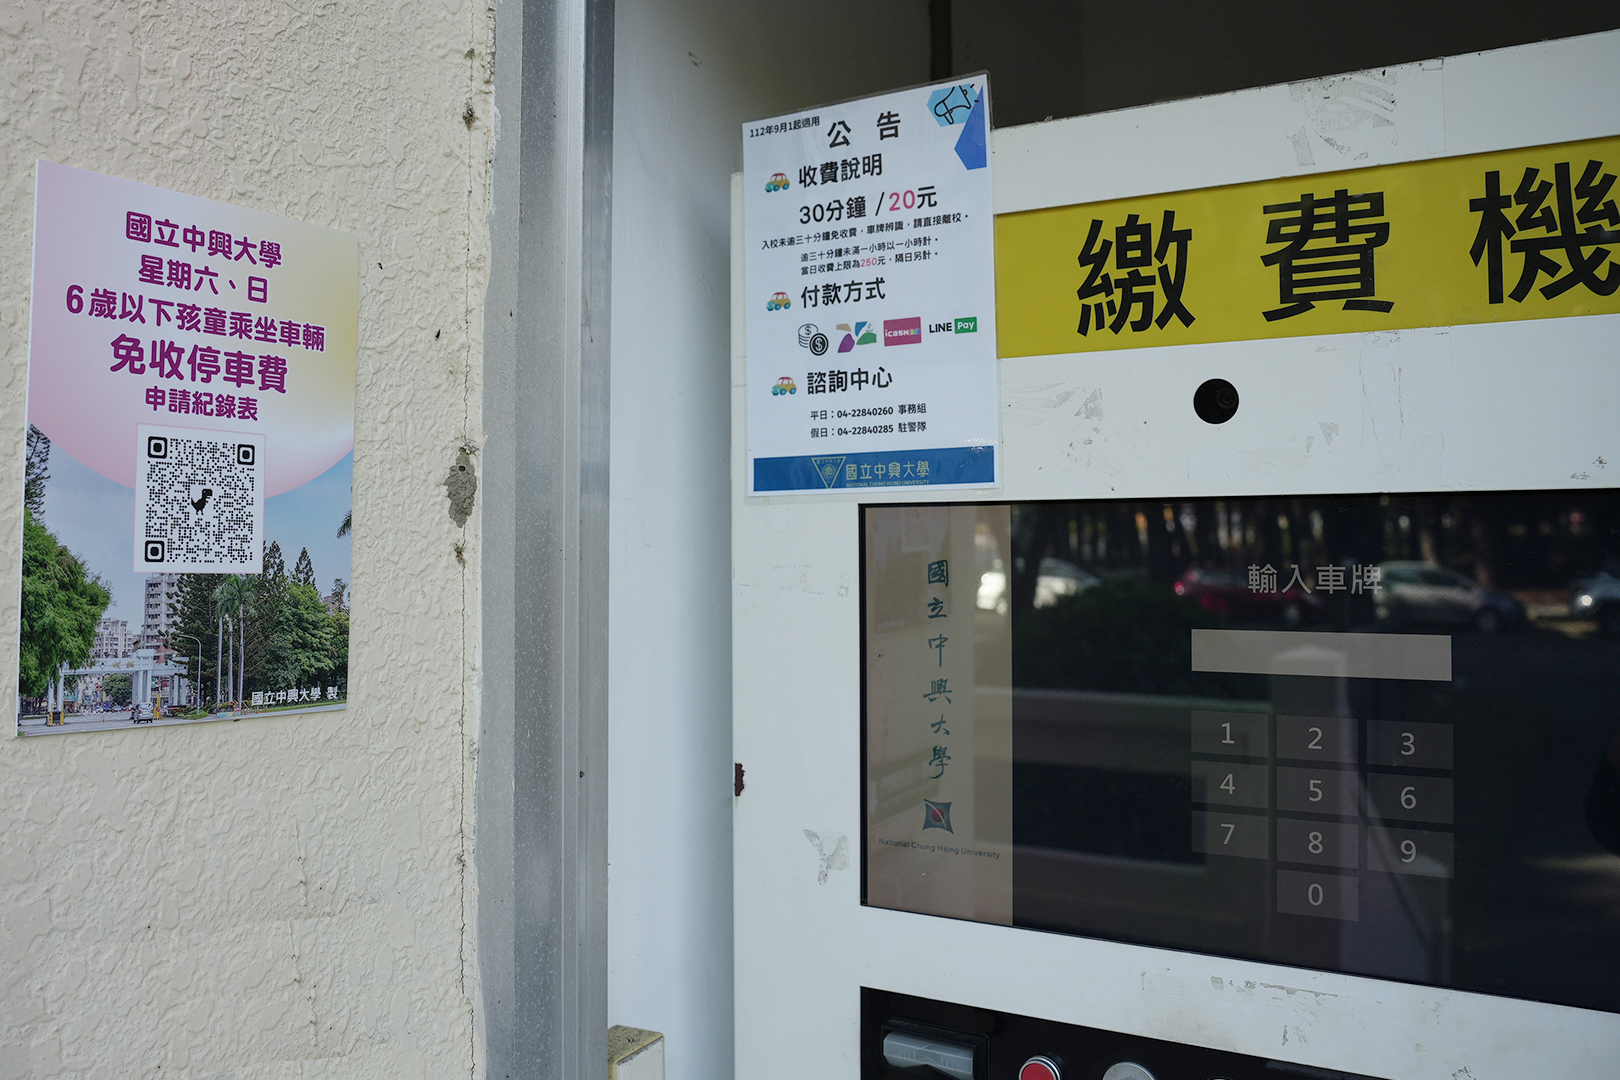 國立中興大學
星期六、日
6歲以下孩童乘坐車輛
免收停車費
申請紀錄表
國立中興大學 製
112年9月1起適用
公告
收費說明
30分鐘 / 20元
入校未逾三十分鐘免收費，車牌辨識，請直接離校。
逾三十分鐘未滿一小時以一小時計。
當日收費上限為250元，隔日另計。
付款方式
icash
LINE Pay
諮詢中心
平日：04-22840260 事務組
假日：04-22840285 駐警隊
國立中興大學
NATIONAL CHUNG HSING UNIVERSITY
繳費機
國立中興大學
National Chung Hsing University
輸入車牌
1 2 3
4 5 6
7 8 9
0